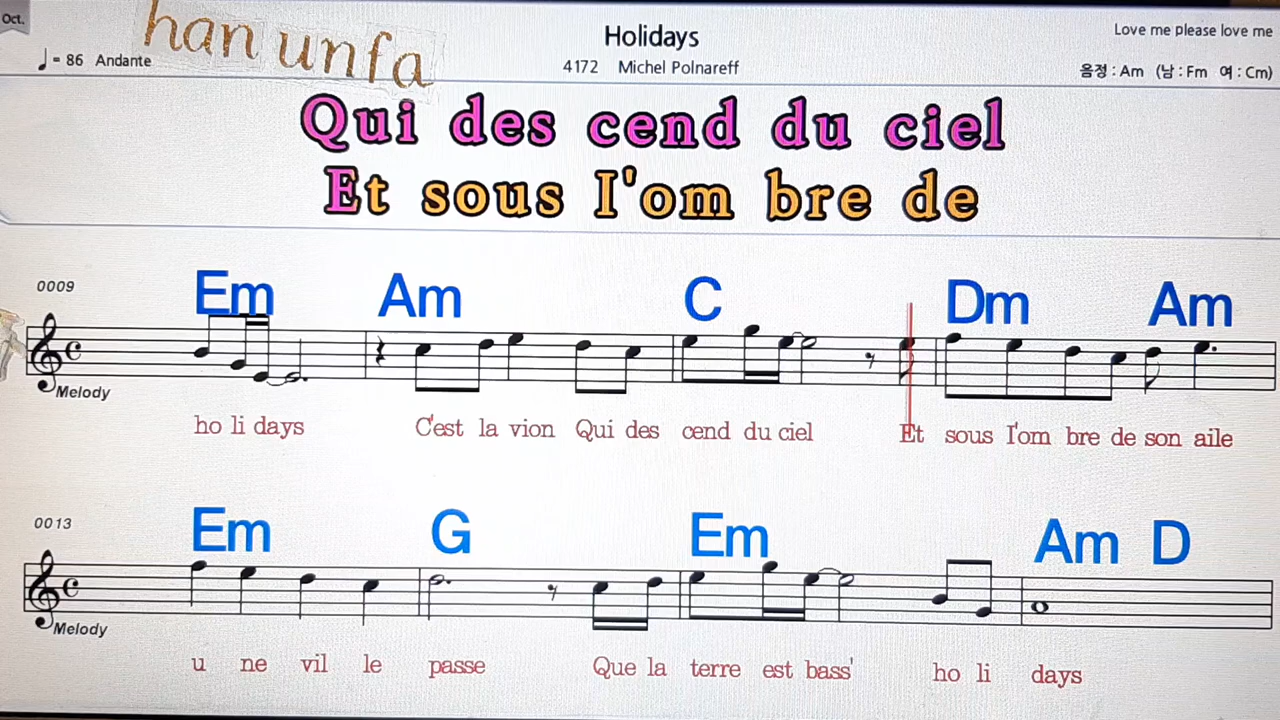 Oct.
han unfa
Holidays
Love me please love me
♩ = 86 Andante
4172 Michel Polnareff
음정 : Am (남 : Fm 여 : Cm)
Qui des cend du ciel
Et sous I'om bre de
0009
Em Am C Dm Am
Melody
ho li days C'est la vion Qui des cend du ciel Et sous I'om bre de son aile
0013
Em G Em Am D
Melody
u ne vil le passe Que la terre est bass' ho li days